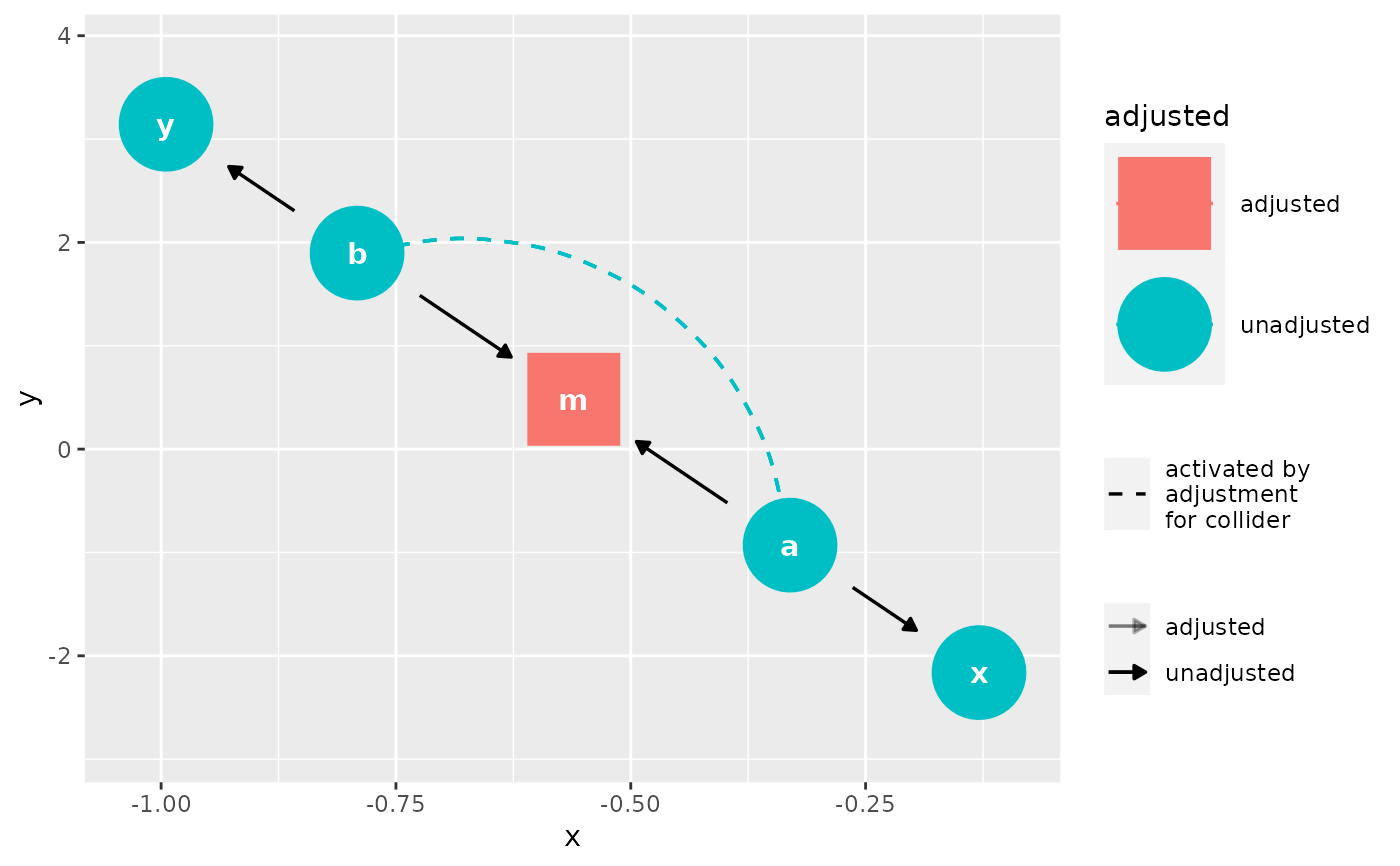 4
2
0
-2
y
y
b
m
a
x
-1.00
-0.75
-0.50
-0.25
x
adjusted
adjusted
unadjusted
activated by
adjustment
for collider
adjusted
unadjusted